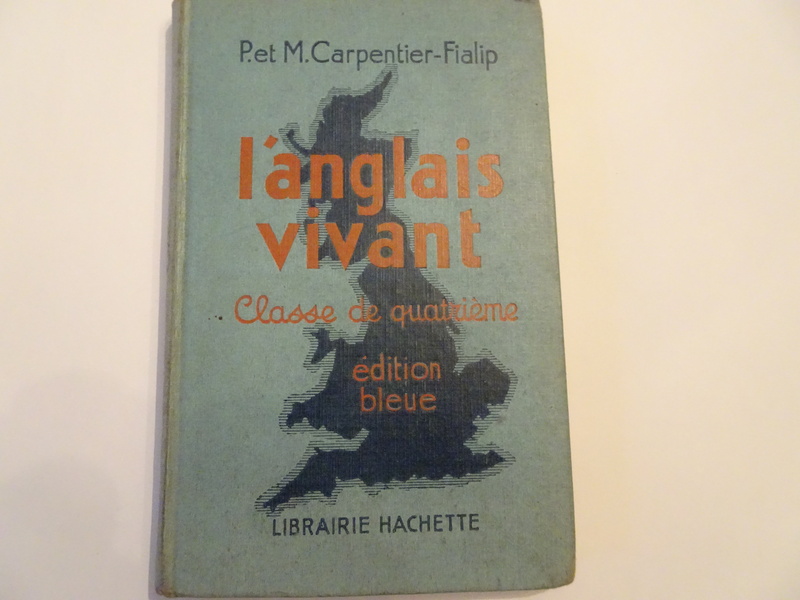 P. et M. Carpentier-Fialip
l'anglais
vivant
Classe de quatrième
édition
bleue
LIBRAIRIE HACHETTE